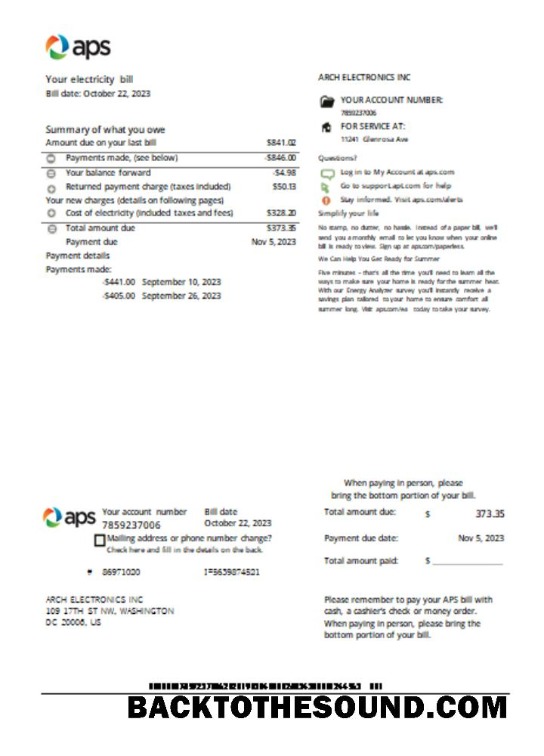 aps
Your electricity bill
Bill date: October 22, 2023
Summary of what you owe
Amount due on your last bill $841.02
Payments made, (see below) -$846.00
Your balance forward -$4.98
Returned payment charge (taxes included) $50.13
Your new charges (details on following pages)
Cost of electricity (included taxes and fees) $328.20
Total amount due $373.35
Payment due Nov 5, 2023
Payment details
Payments made:
-$441.00 September 10, 2023
-$405.00 September 26, 2023
ARCH ELECTRONICS INC
YOUR ACCOUNT NUMBER:
7859237006
FOR SERVICE AT:
11241 Glenrosa Ave
Questions?
Log in to My Account at aps.com
Go to support.apt.com for help
Stay informed. Visit aps.com/alerts
Simplify your life
No stamp, no clutter, no hassle. Instead of a paper bill, we'll
send you a monthly email to let you know when your online
bill is ready to view. Sign up at aps.com/paperless.
We Can Help You Get Ready for Summer
Five minutes - that's all the time you'll need to learn all the
ways to make sure your home is ready for the summer heat.
With our Energy Analyzer survey you'll instantly receive a
savings plan tailored to your home to ensure comfort all
summer long. Visit aps.com/es today to take your survey.
When paying in person, please
bring the bottom portion of your bill.
aps
Your account number
7859237006
Bill date
October 22, 2023
Mailing address or phone number change?
Check here and fill in the details on the back.
86971020
Total amount due: $ 373.35
Payment due date: Nov 5, 2023
Total amount paid: $
ARCH ELECTRONICS INC
109 17TH ST NW, WASHINGTON
DC 20006, US
Please remember to pay your APS bill with
cash, a cashier's check or money order.
When paying in person, please bring the
bottom portion of your bill.
BACKTOTHESOUND.COM